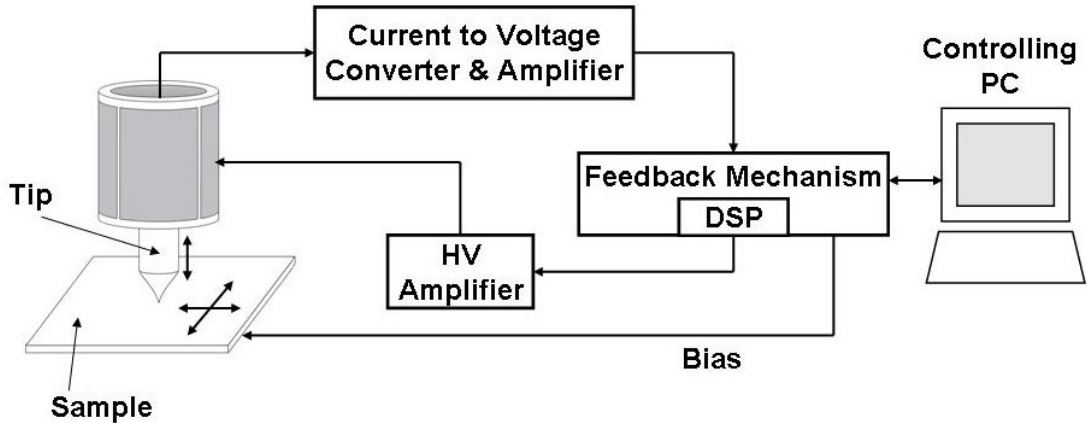 Current to Voltage
Converter & Amplifier
Controlling
PC
Feedback Mechanism
DSP
Tip
HV
Amplifier
Bias
Sample